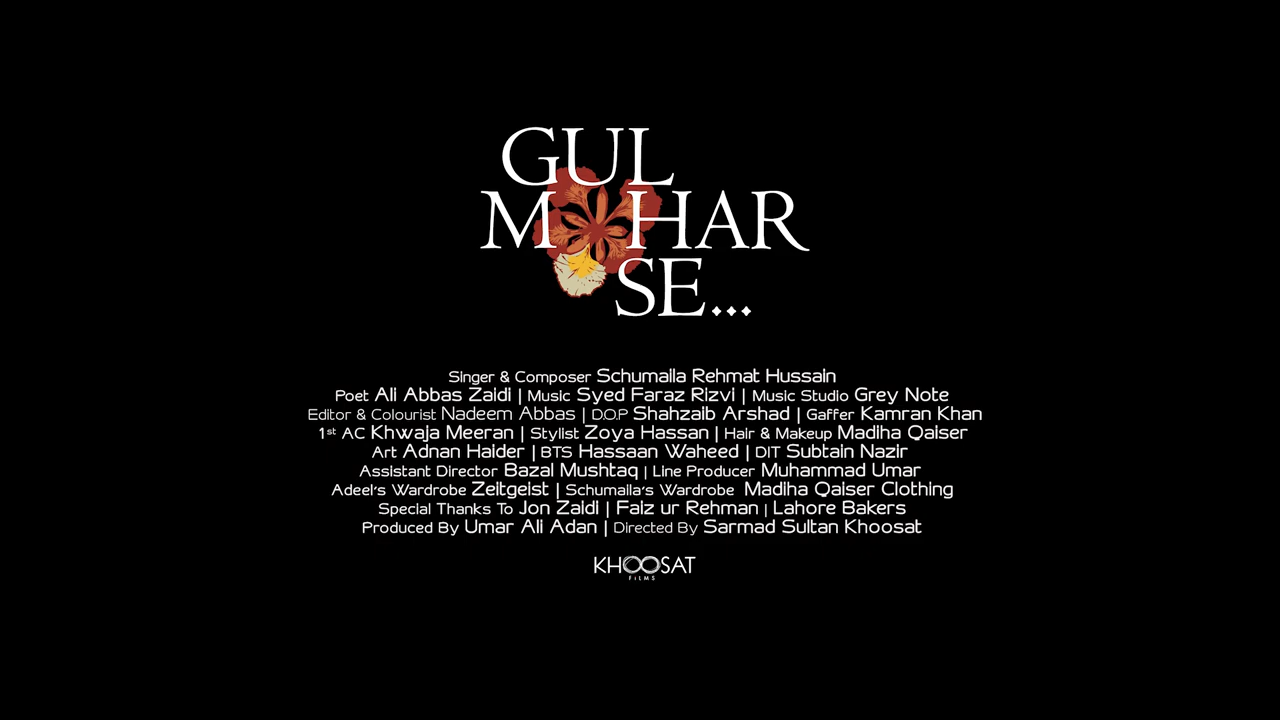 GUL
MOHAR
SE...
Singer & Composer Schumaila Rehmat Hussain
Poet Ali Abbas Zaidi | Music Syed Faraz Rizvi | Music Studio Grey Note
Editor & Colourist Nadeem Abbas | D.O.P Shahzaib Arshad | Gaffer Kamran Khan
1st AC Khwaja Meeran | Stylist Zoya Hassan | Hair & Makeup Madiha Qaiser
Art Adnan Haider | BTS Hassaan Waheed | DIT Subtain Nazir
Assistant Director Bazal Mushtaq | Line Producer Muhammad Umar
Adeel's Wardrobe Zeitgeist | Schumaila's Wardrobe Madiha Qaiser Clothing
Special Thanks To Jon Zaidi | Faiz ur Rehman | Lahore Bakers
Produced By Umar Ali Adan | Directed By Sarmad Sultan Khoosat
KHOOSAT
FILMS